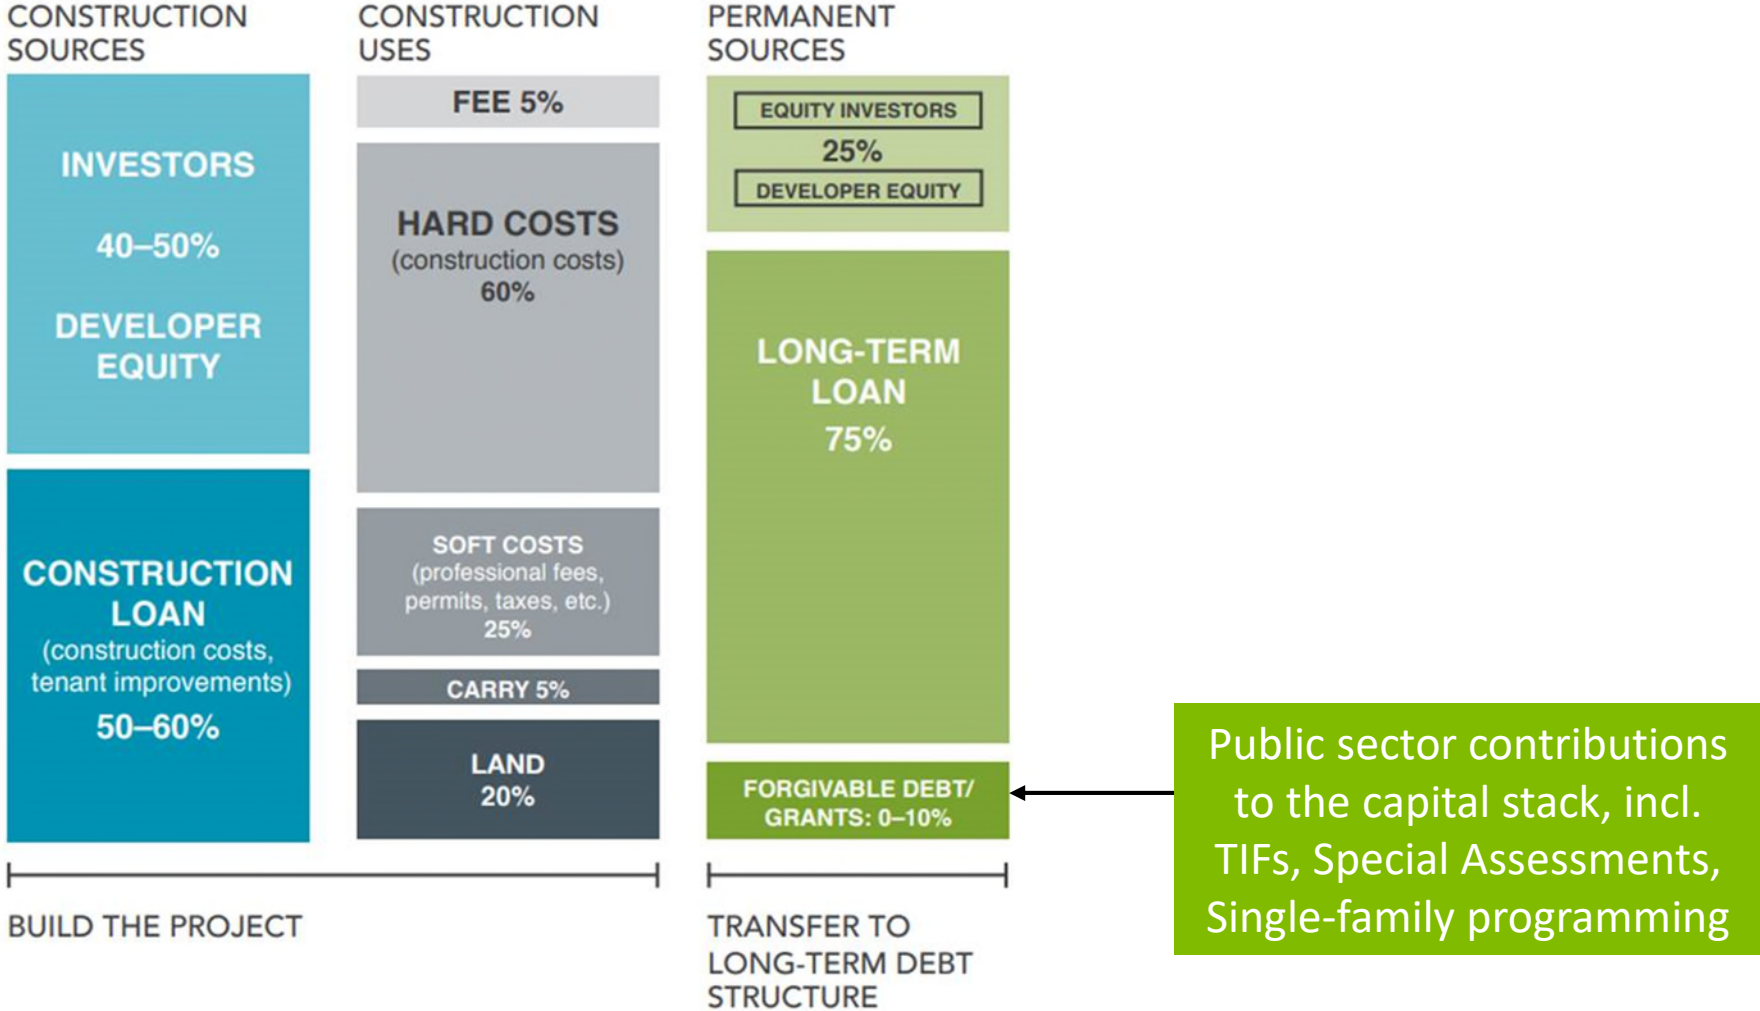 CONSTRUCTION
SOURCES
INVESTORS
40–50%
DEVELOPER
EQUITY
CONSTRUCTION
LOAN
(construction costs,
tenant improvements)
50–60%
CONSTRUCTION
USES
FEE 5%
HARD COSTS
(construction costs)
60%
SOFT COSTS
(professional fees,
permits, taxes, etc.)
25%
CARRY 5%
LAND
20%
BUILD THE PROJECT
PERMANENT
SOURCES
EQUITY INVESTORS
25%
DEVELOPER EQUITY
LONG-TERM
LOAN
75%
FORGIVABLE DEBT/
GRANTS: 0–10%
TRANSFER TO
LONG-TERM DEBT
STRUCTURE
Public sector contributions
to the capital stack, incl.
TIFs, Special Assessments,
Single-family programming